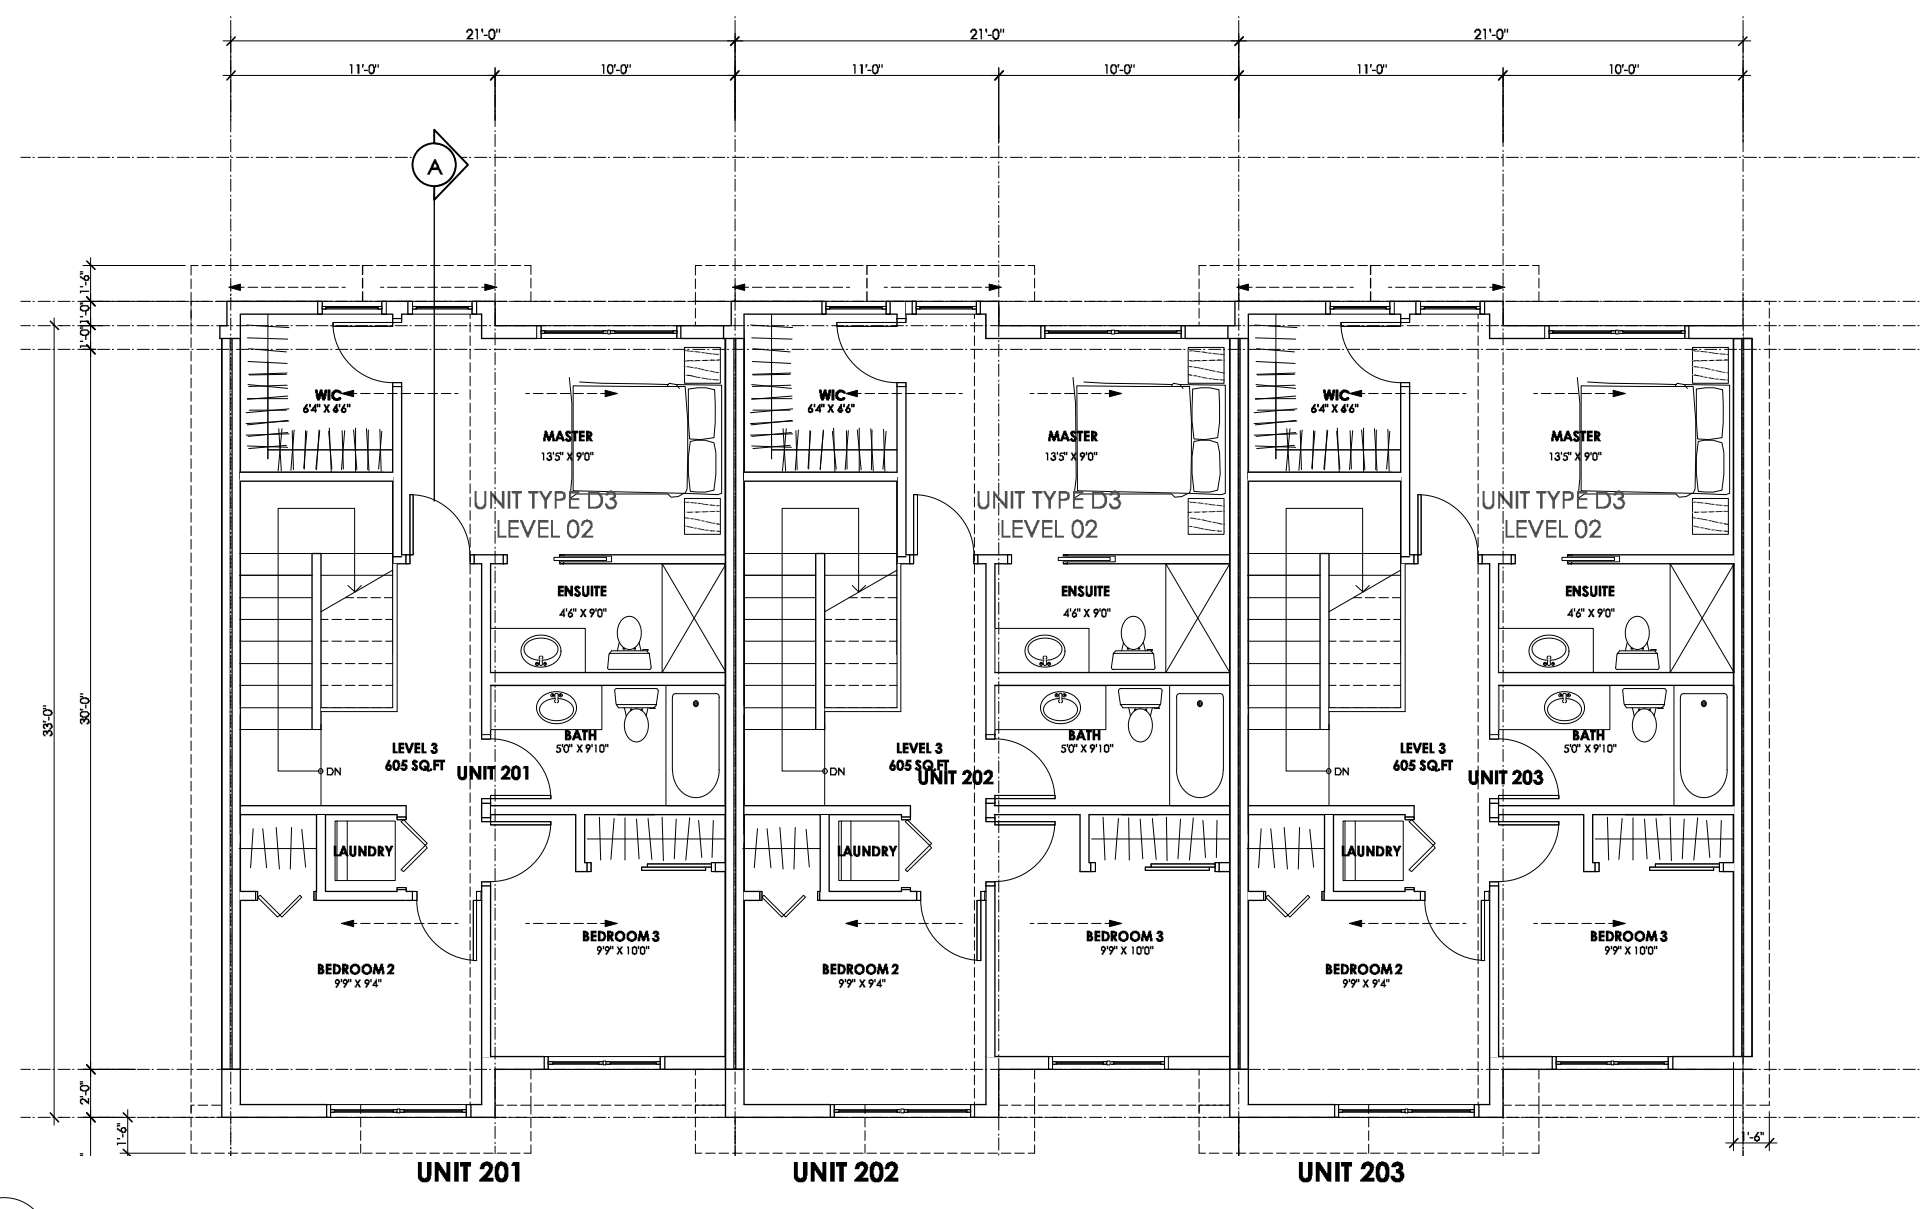 21'-0" 21'-0" 21'-0"
11'-0" 10'-0" 11'-0" 10'-0" 11'-0" 10'-0"
A
1'-6"
1'-0"
1'-0"
WIC WIC WIC
6'4" X 4'6" 6'4" X 4'6" 6'4" X 4'6"
MASTER MASTER MASTER
13'5" X 9'0" 13'5" X 9'0" 13'5" X 9'0"
UNIT TYPE D3 UNIT TYPE D3 UNIT TYPE D3
LEVEL 02 LEVEL 02 LEVEL 02
ENSUITE ENSUITE ENSUITE
4'6" X 9'0" 4'6" X 9'0" 4'6" X 9'0"
33'-0" 30'-0"
BATH BATH BATH
5'0" X 9'10" 5'0" X 9'10" 5'0" X 9'10"
LEVEL 3 LEVEL 3 LEVEL 3
605 SQ.FT 605 SQ.FT 605 SQ.FT
DN UNIT 201 DN UNIT 202 DN UNIT 203
LAUNDRY LAUNDRY LAUNDRY
BEDROOM 3 BEDROOM 3 BEDROOM 3
9'9" X 10'0" 9'9" X 10'0" 9'9" X 10'0"
BEDROOM 2 BEDROOM 2 BEDROOM 2
9'9" X 9'4" 9'9" X 9'4" 9'9" X 9'4"
2'-0"
1'-6" 1'-6"
UNIT 201 UNIT 202 UNIT 203